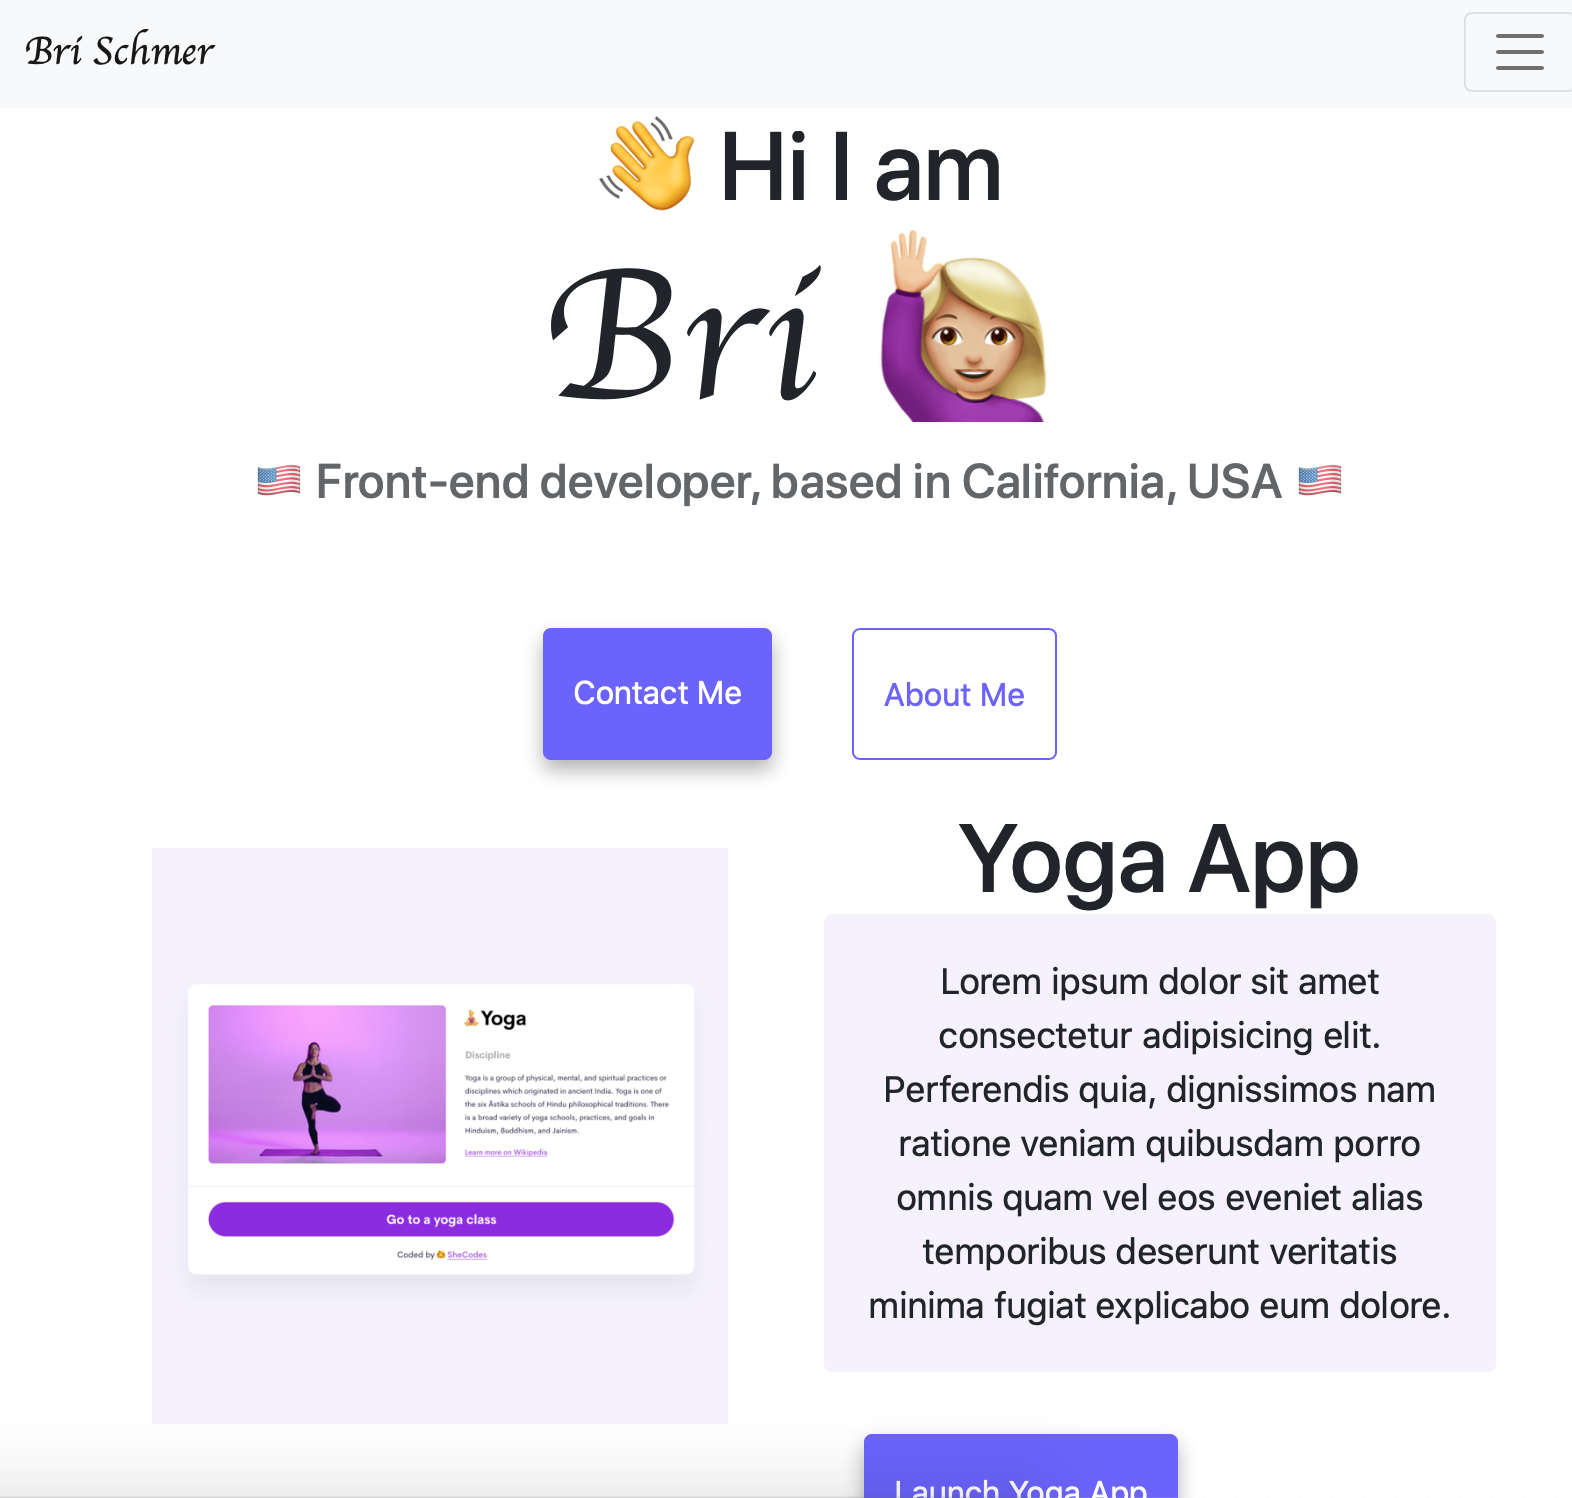 Brí Schmer
👋 Hi I am
Brí 🙋🏼‍♀️
🇺🇸 Front-end developer, based in California, USA 🇺🇸
Contact Me
About Me
🧘Yoga
Discipline
Yoga is a group of physical, mental, and spiritual practices or
disciplines which originated in ancient India. Yoga is one of
the six Āstika schools of Hindu philosophical traditions. There
is a broad variety of yoga schools, practices, and goals in
Hinduism, Buddhism, and Jainism.
Learn more on Wikipedia
Go to a yoga class
Coded by SheCodes
Yoga App
Lorem ipsum dolor sit amet
consectetur adipisicing elit.
Perferendis quia, dignissimos nam
ratione veniam quibusdam porro
omnis quam vel eos eveniet alias
temporibus deserunt veritatis
minima fugiat explicabo eum dolore.
Launch Yoga App